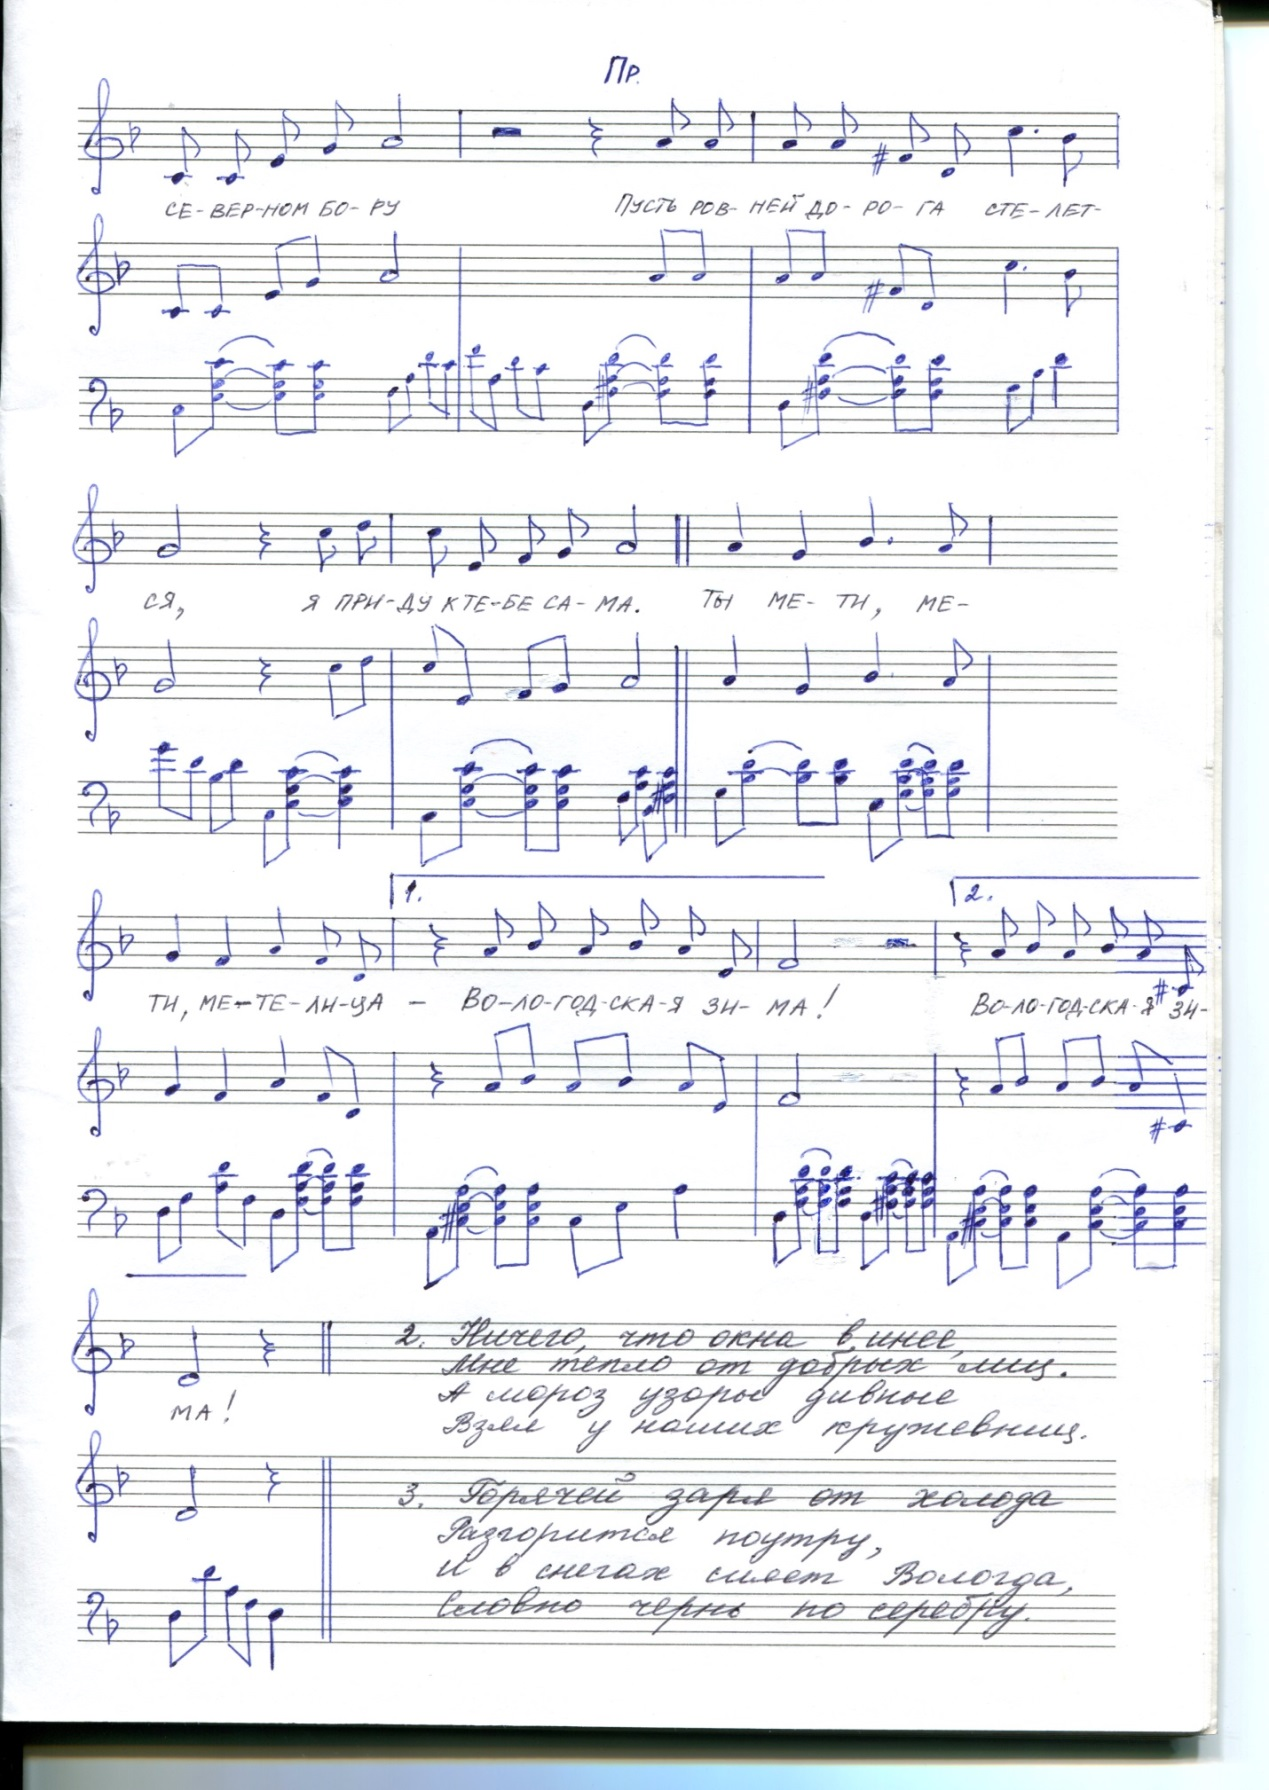 Пр.
СЕ-ВЕР-НОМ БО-РУ ПУСТЬ РОВ-НЕЙ ДО-РО-ГА СТЕ-ЛЕТ-
СЯ, Я ПРИ-ДУ К ТЕ-БЕ СА-МА. ТЫ МЕ-ТИ, МЕ-
1. 2.
ТИ, МЕ-ТЕ-ЛИ-ЦА - ВО-ЛО-ГОД-СКА-Я ЗИ-МА! ВО-ЛО-ГОД-СКА-Я ЗИ-
МА!
2. Ничего, что окна в инее,
Мне тепло от добрых лиц.
А мороз узоры дивные
Взял у наших кружевниц.
3. Горячей заря от холода
Разгорится поутру,
И в снегах сияет Вологда,
Словно чернь по серебру.